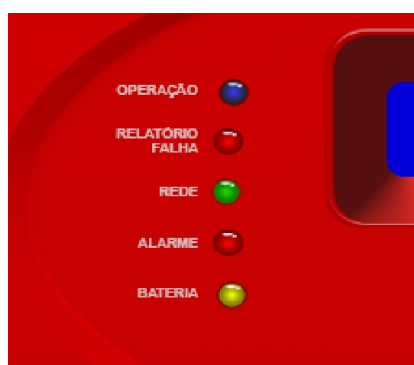 OPERAÇÃO
RELATÓRIO
FALHA
REDE
ALARME
BATERIA